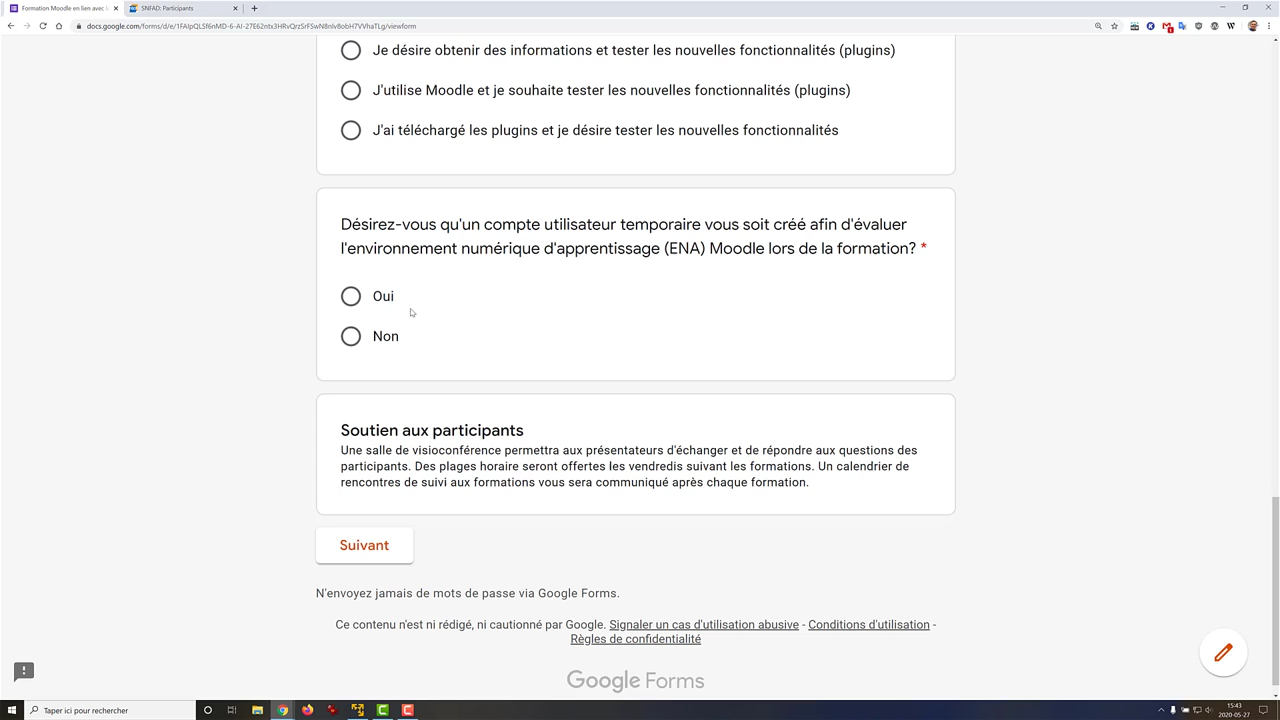 Formation Moodle en lien avec l
SNFAD: Participants
docs.google.com/forms/d/e/
Je désire obtenir des informations et tester les nouvelles fonctionnalités (plugins)
J'utilise Moodle et je souhaite tester les nouvelles fonctionnalités (plugins)
J'ai téléchargé les plugins et je désire tester les nouvelles fonctionnalités
Désirez-vous qu'un compte utilisateur temporaire vous soit créé afin d'évaluer
l'environnement numérique d'apprentissage (ENA) Moodle lors de la formation? *
Oui
Non
Soutien aux participants
Une salle de visioconférence permettra aux présentateurs d'échanger et de répondre aux questions des
participants. Des plages horaire seront offertes les vendredis suivant les formations. Un calendrier de
rencontres de suivi aux formations vous sera communiqué après chaque formation.
Suivant
N'envoyez jamais de mots de passe via Google Forms.
Ce contenu n'est ni rédigé, ni cautionné par Google. Signaler un cas d'utilisation abusive - Conditions d'utilisation -
Règles de confidentialité
Google Forms
Taper ici pour rechercher
15:43
2020-05-27